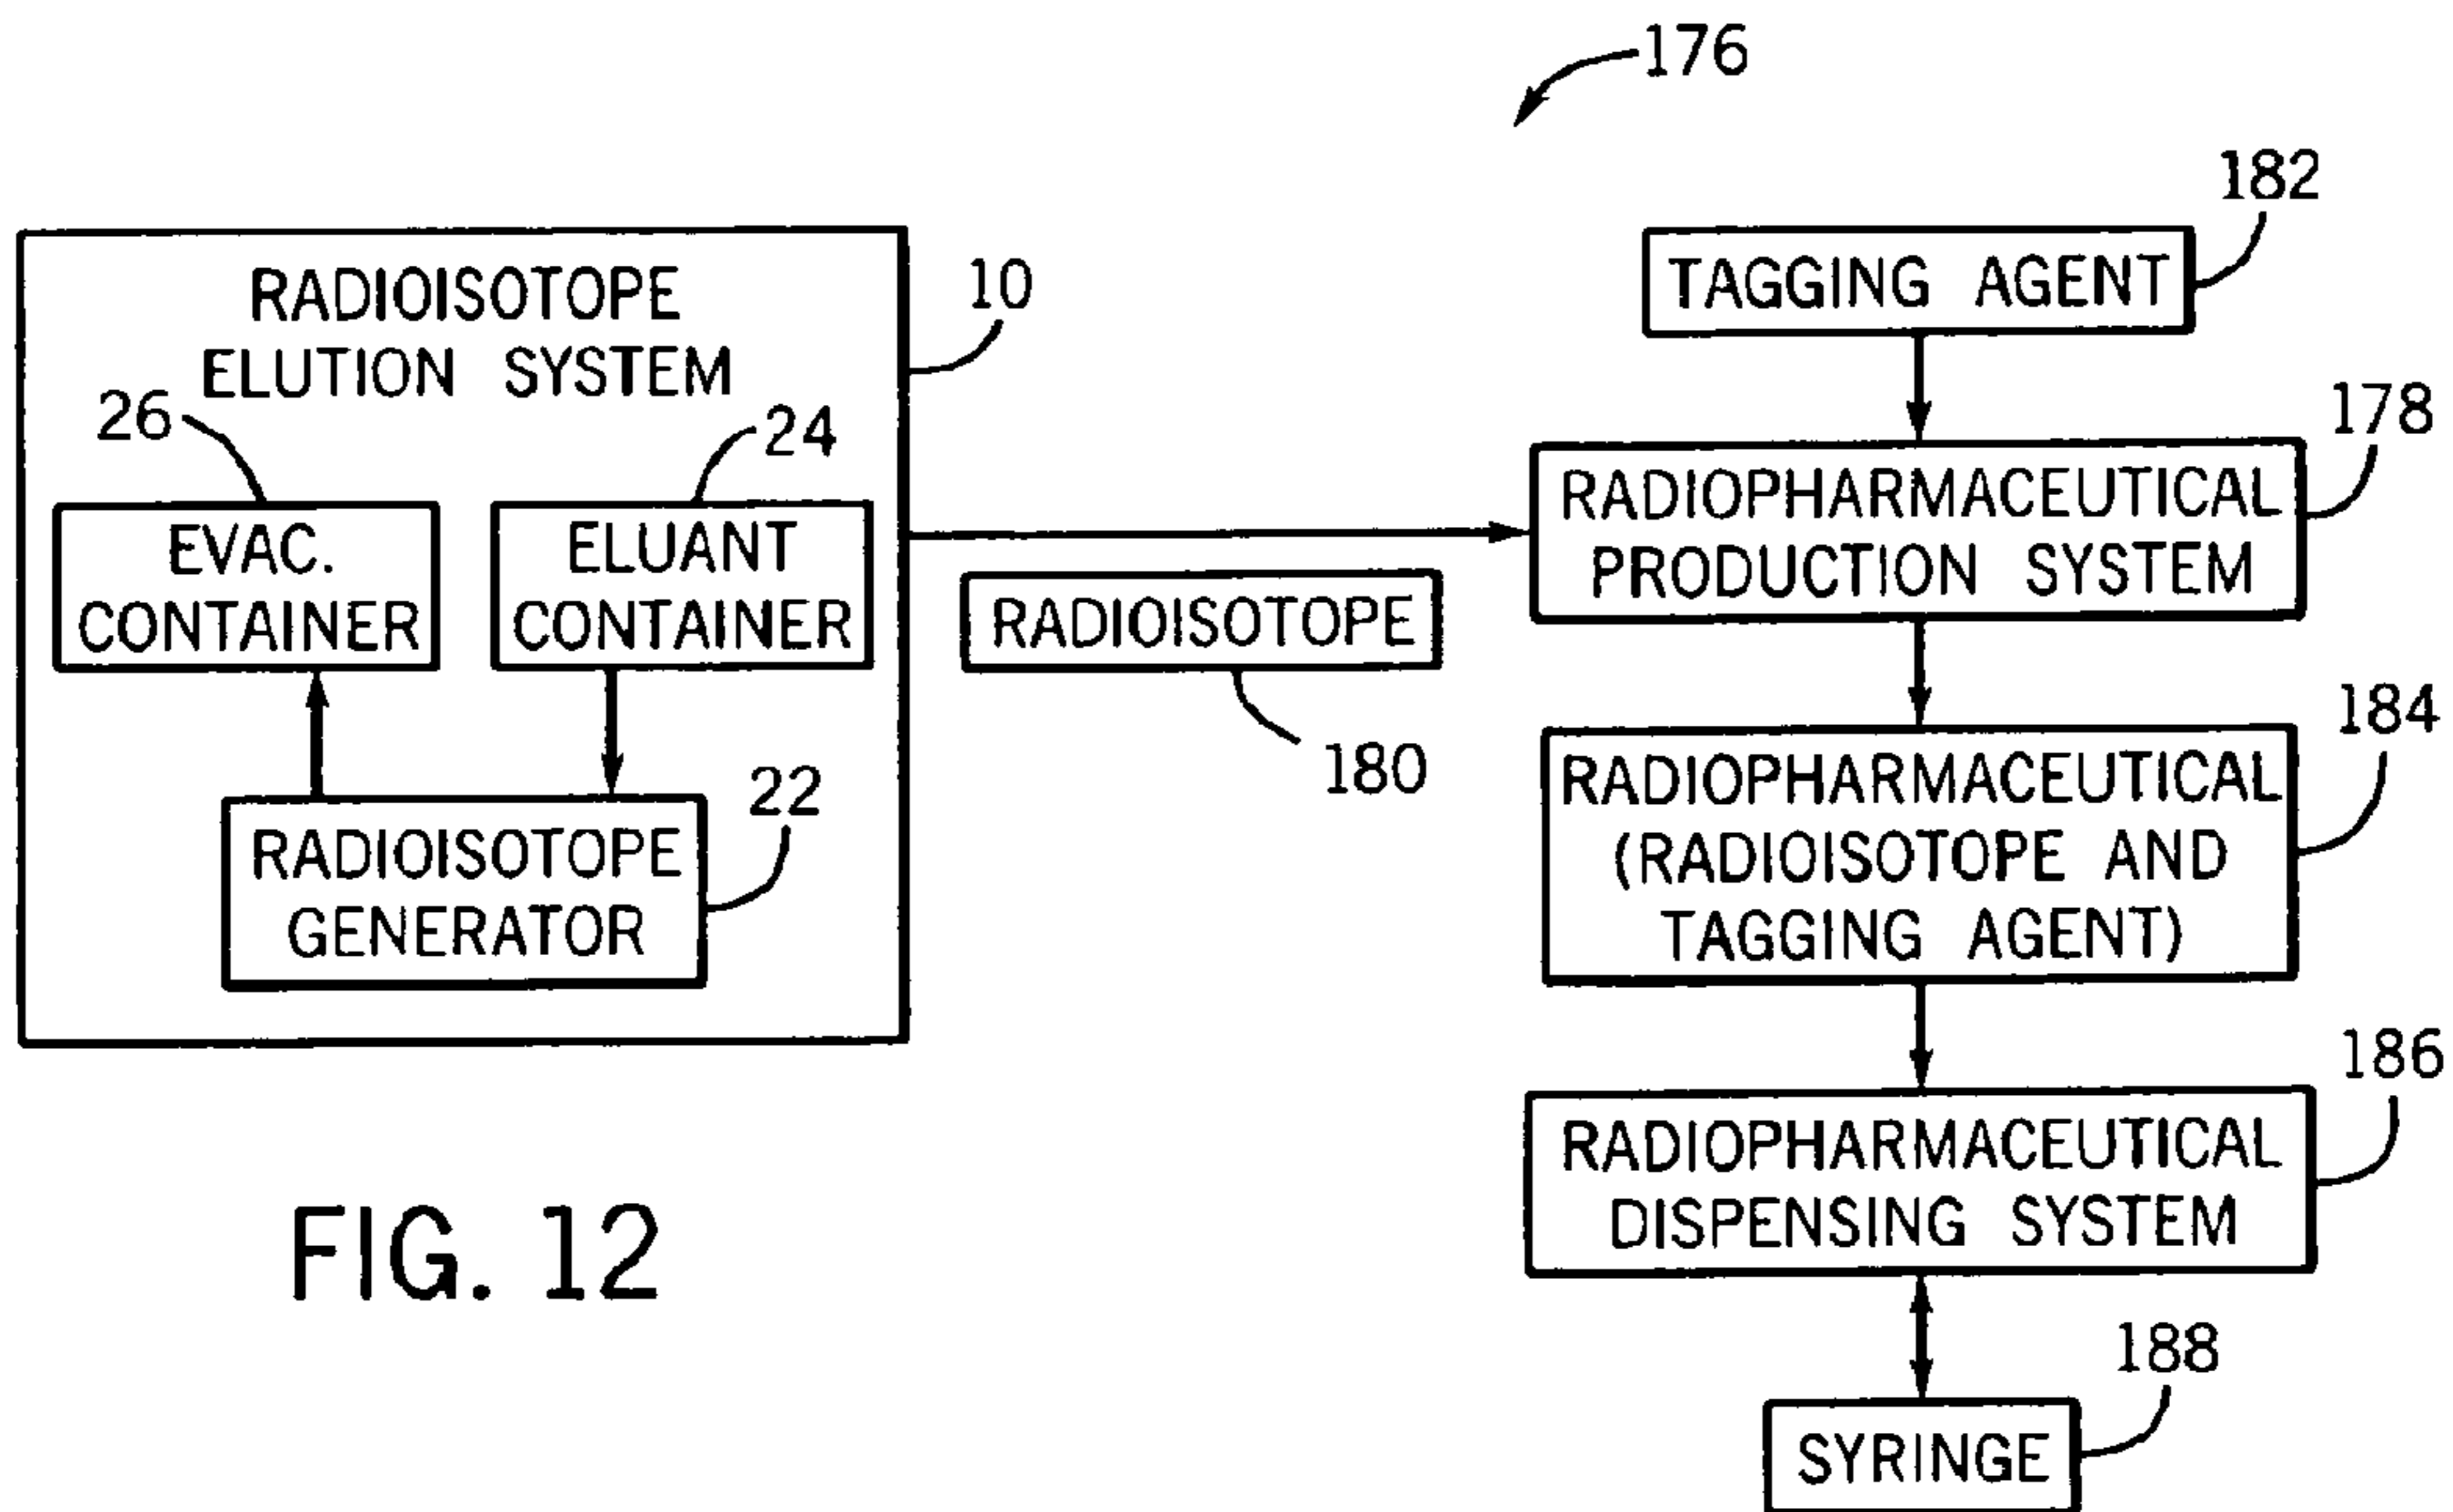 176
182
TAGGING AGENT
10
RADIOISOTOPE
ELUTION SYSTEM
26
24
178
EVAC.
CONTAINER
ELUANT
CONTAINER
RADIOPHARMACEUTICAL
PRODUCTION SYSTEM
RADIOISOTOPE
180
22
RADIOISOTOPE
GENERATOR
184
RADIOPHARMACEUTICAL
(RADIOISOTOPE AND
TAGGING AGENT)
186
RADIOPHARMACEUTICAL
DISPENSING SYSTEM
188
SYRINGE
FIG. 12